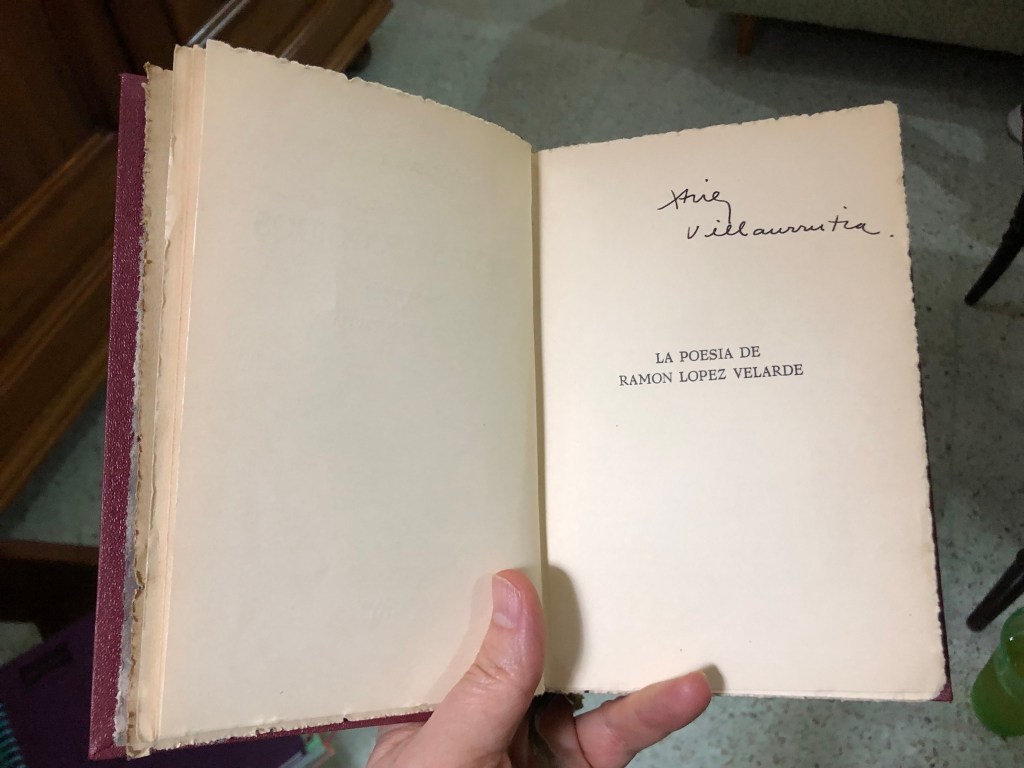 Villaurrutia.
LA POESIA DE
RAMON LOPEZ VELARDE